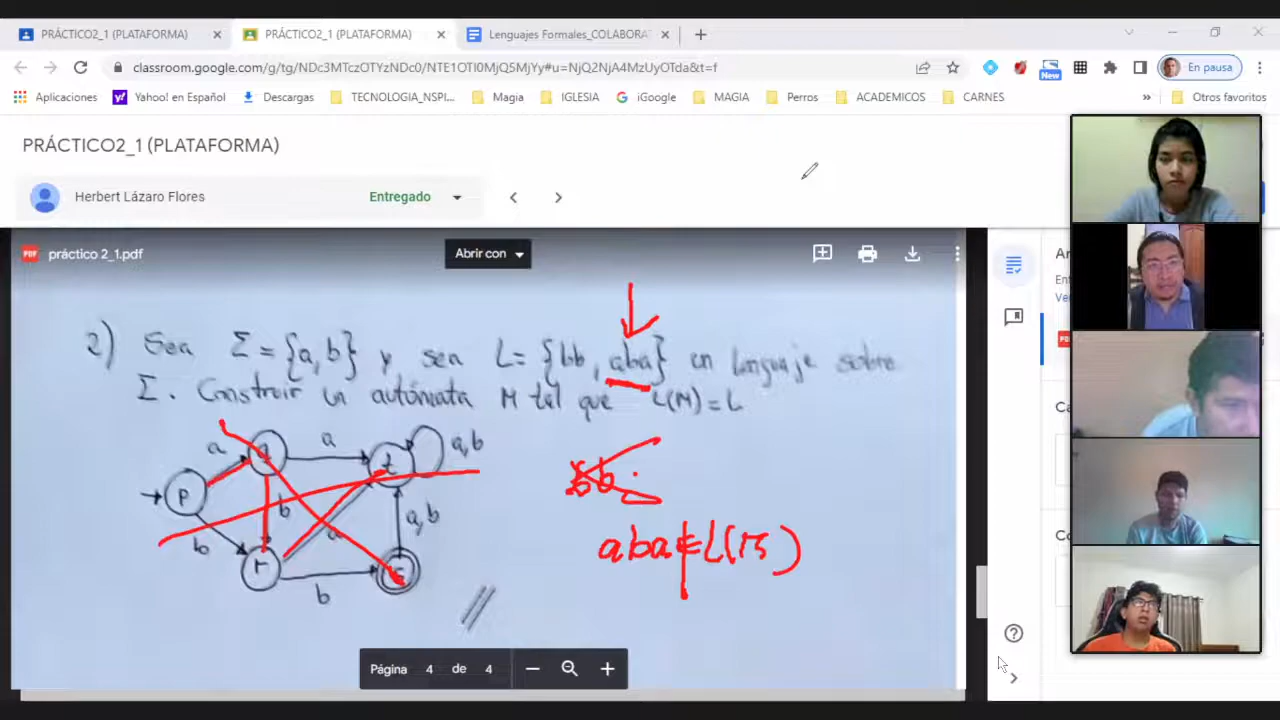 PRÁCTICO2_1 (PLATAFORMA)
PRÁCTICO2_1 (PLATAFORMA)
Lenguajes Formales_COLABORA
classroom.google.com/g/tg/NDc3MTczOTYzNDc0/NTE1OTI0MjQ5MjYy#u=NjQ2NjA4MzUyOTda&t=f
New
En pausa
Aplicaciones
Yahoo! en Español
Descargas
TECNOLOGIA_NSPI...
Magia
IGLESIA
iGoogle
MAGIA
Perros
ACADEMICOS
CARNES
»
Otros favoritos
PRÁCTICO2_1 (PLATAFORMA)
Herbert Lázaro Flores
Entregado
PDF práctico 2_1.pdf
Abrir con
2) Sea Σ = {a, b} y sea L = {bb, aba} un lenguaje sobre
Σ. Construir un autómata M tal que L(M) = L
a
q
a
t
a,b
p
b
b
a
a,b
r
b
bb
aba ∉ L(M)
Página 4 de 4